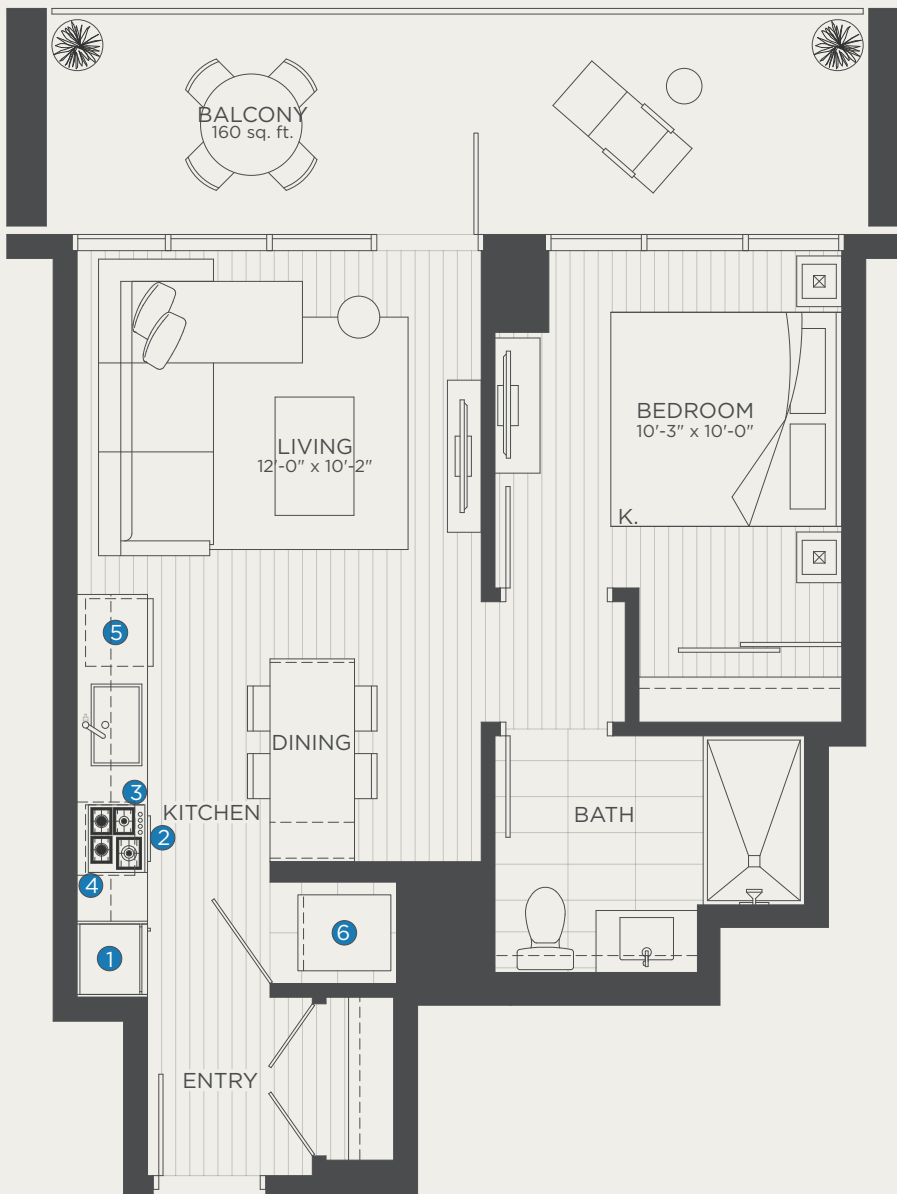 BALCONY
160 sq. ft.
LIVING
12'-0" x 10'-2"
BEDROOM
10'-3" x 10'-0"
K.
5
DINING
3
KITCHEN
2
BATH
4
6
1
ENTRY